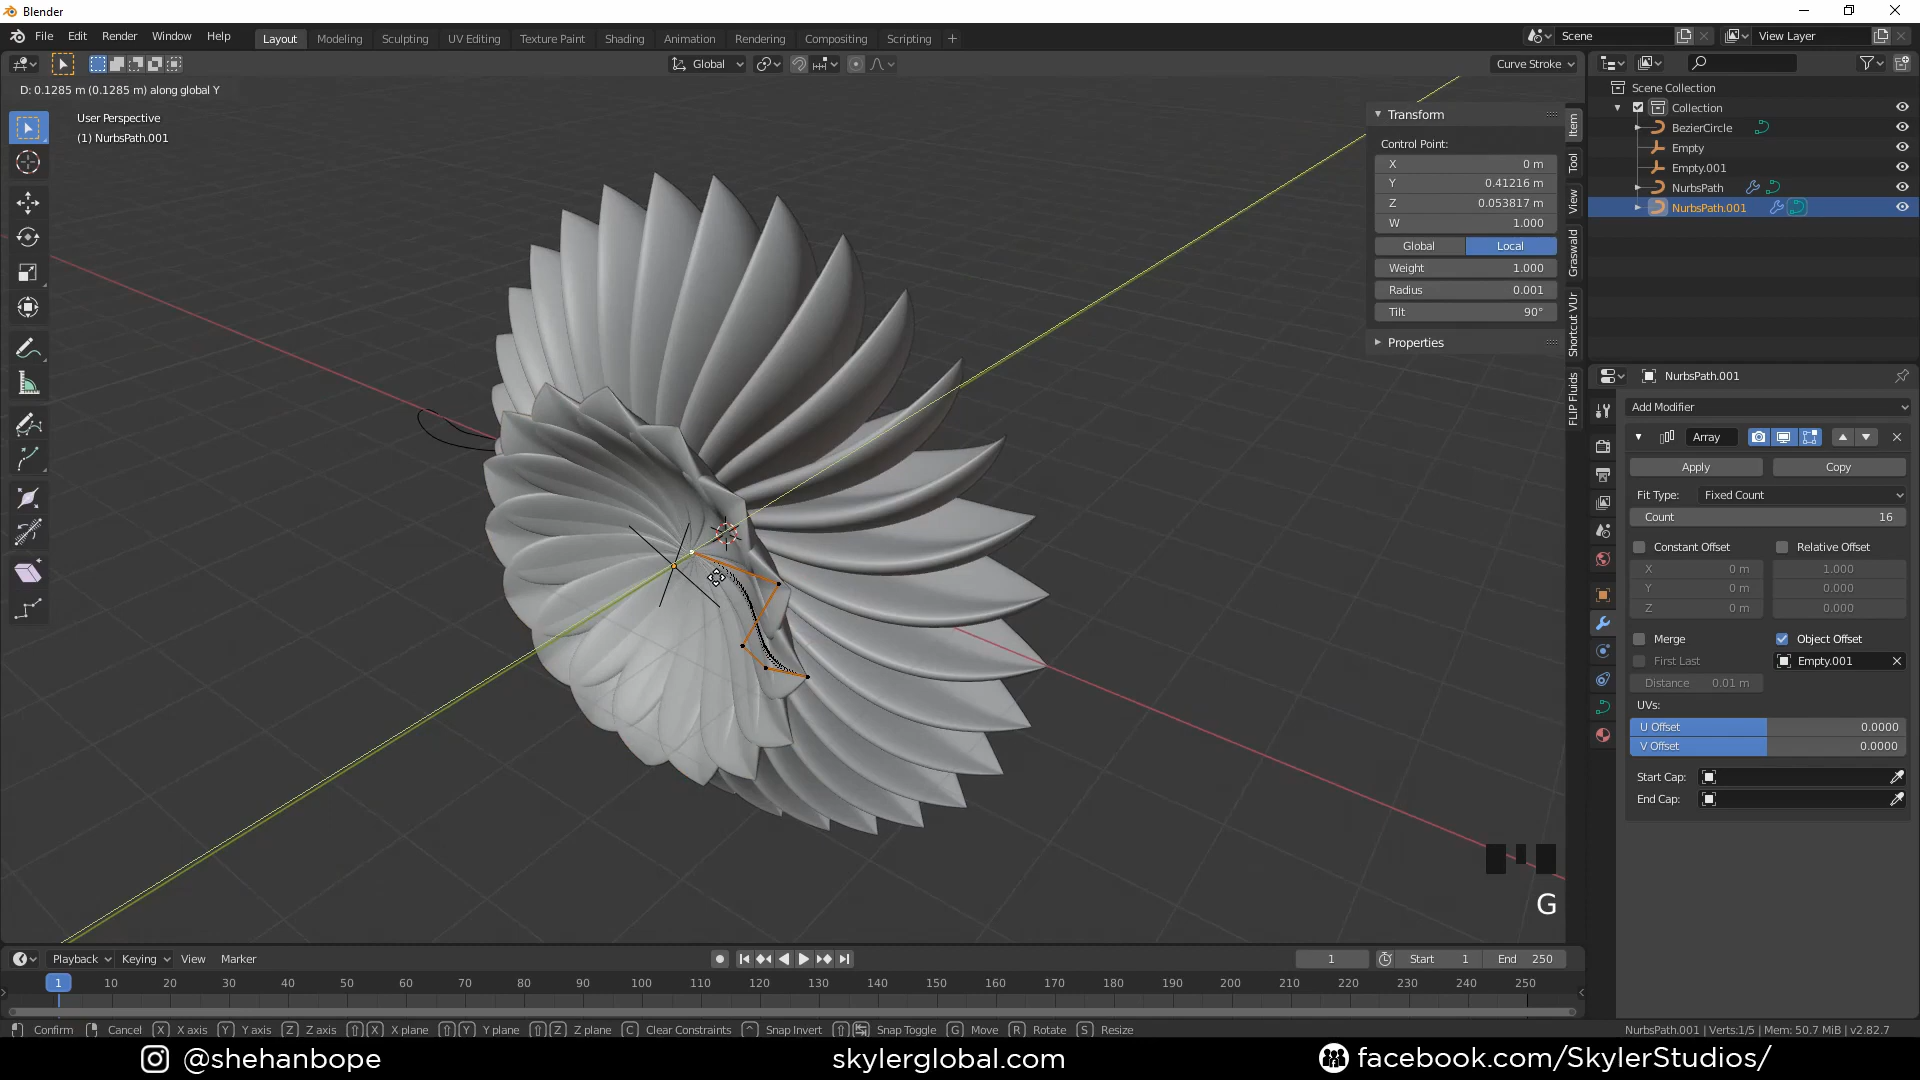 Blender
File Edit Render Window Help
Layout Modeling Sculpting UV Editing Texture Paint Shading Animation Rendering Compositing Scripting +
Scene
View Layer
Global
Curve Stroke
D: 0.1285 m (0.1285 m) along global Y
User Perspective
(1) NurbsPath.001
Transform
Control Point:
X 0 m
Y 0.41216 m
Z 0.053817 m
W 1.000
Global Local
Weight 1.000
Radius 0.001
Tilt 90°
Properties
Item
Tool
View
Graswald
Shortcut VUr
FLIP Fluids
Scene Collection
Collection
BezierCircle
Empty
Empty.001
NurbsPath
NurbsPath.001
NurbsPath.001
Add Modifier
Array
Apply Copy
Fit Type: Fixed Count
Count 16
Constant Offset Relative Offset
X 0 m 1.000
Y 0 m 0.000
Z 0 m 0.000
Merge Object Offset
First Last Empty.001
Distance 0.01 m
UVs:
U Offset 0.0000
V Offset 0.0000
Start Cap:
End Cap:
G
Playback Keying View Marker
1 Start 1 End 250
1 10 20 30 40 50 60 70 80 90 100 110 120 130 140 150 160 170 180 190 200 210 220 230 240 250
Confirm Cancel X X axis Y Y axis Z Z axis X X plane Y Y plane Z Z plane C Clear Constraints ^ Snap Invert Snap Toggle G Move R Rotate S Resize
NurbsPath.001 | Verts:1/5 | Mem: 50.7 MiB | v2.82.7
@shehanbope
skylerglobal.com
facebook.com/SkylerStudios/